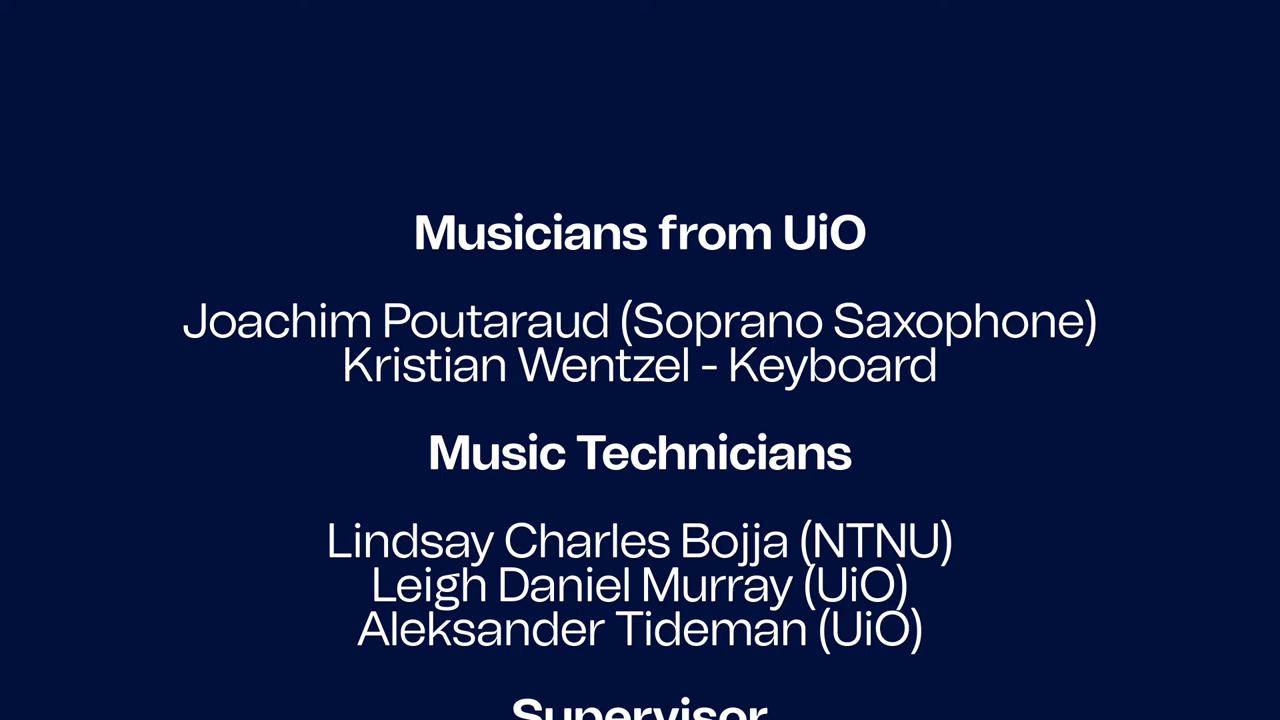 Musicians from UiO
Joachim Poutaraud (Soprano Saxophone)
Kristian Wentzel - Keyboard
Music Technicians
Lindsay Charles Bojja (NTNU)
Leigh Daniel Murray (UiO)
Aleksander Tideman (UiO)
Supervisor